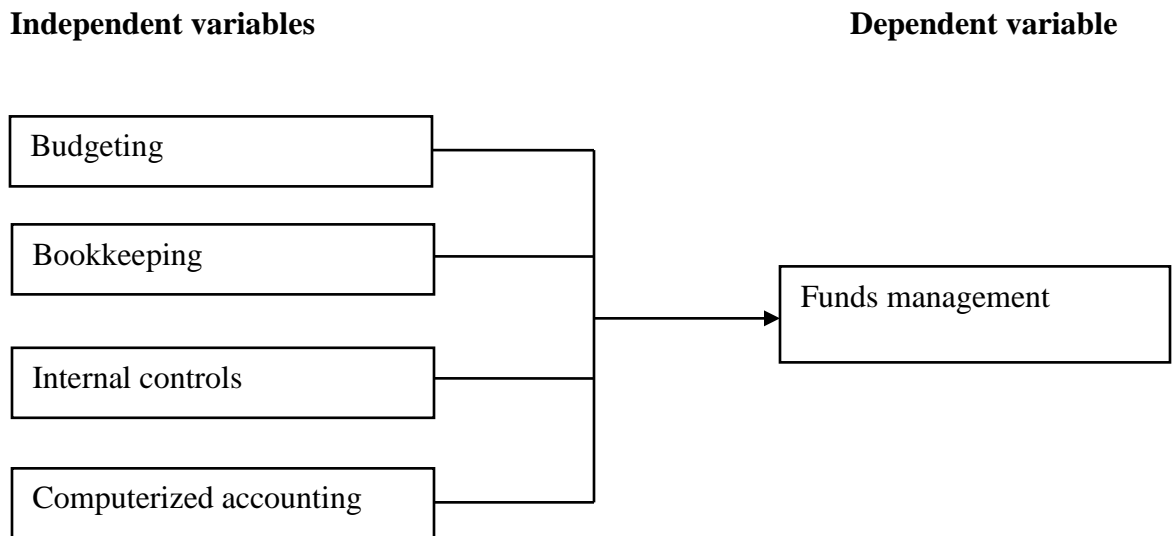 Independent variables
Dependent variable
Budgeting
Bookkeeping
Internal controls
Computerized accounting
Funds management